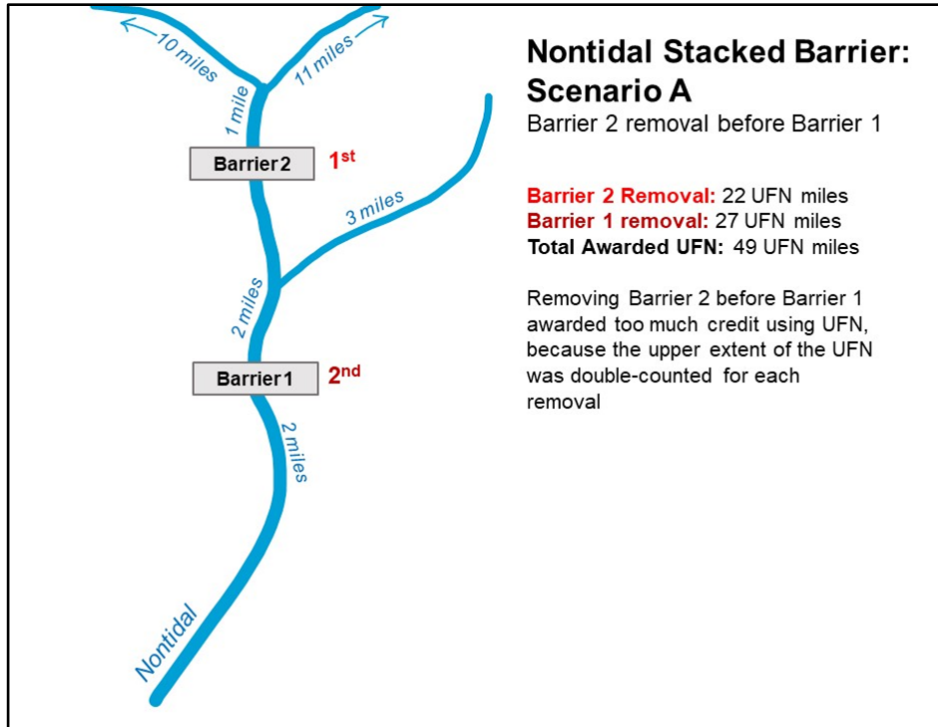 10 miles
11 miles
1 mile
Barrier 2
1st
3 miles
2 miles
Barrier 1
2nd
2 miles
Nontidal
Nontidal Stacked Barrier:
Scenario A
Barrier 2 removal before Barrier 1
Barrier 2 Removal: 22 UFN miles
Barrier 1 removal: 27 UFN miles
Total Awarded UFN: 49 UFN miles
Removing Barrier 2 before Barrier 1
awarded too much credit using UFN,
because the upper extent of the UFN
was double-counted for each
removal